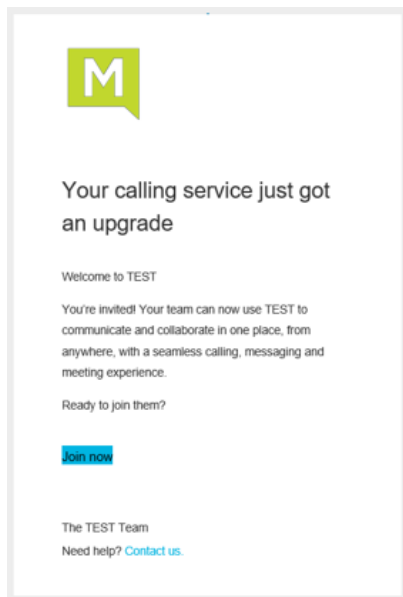 M
Your calling service just got
an upgrade
Welcome to TEST
You're invited! Your team can now use TEST to
communicate and collaborate in one place, from
anywhere, with a seamless calling, messaging and
meeting experience.
Ready to join them?
Join now
The TEST Team
Need help? Contact us.